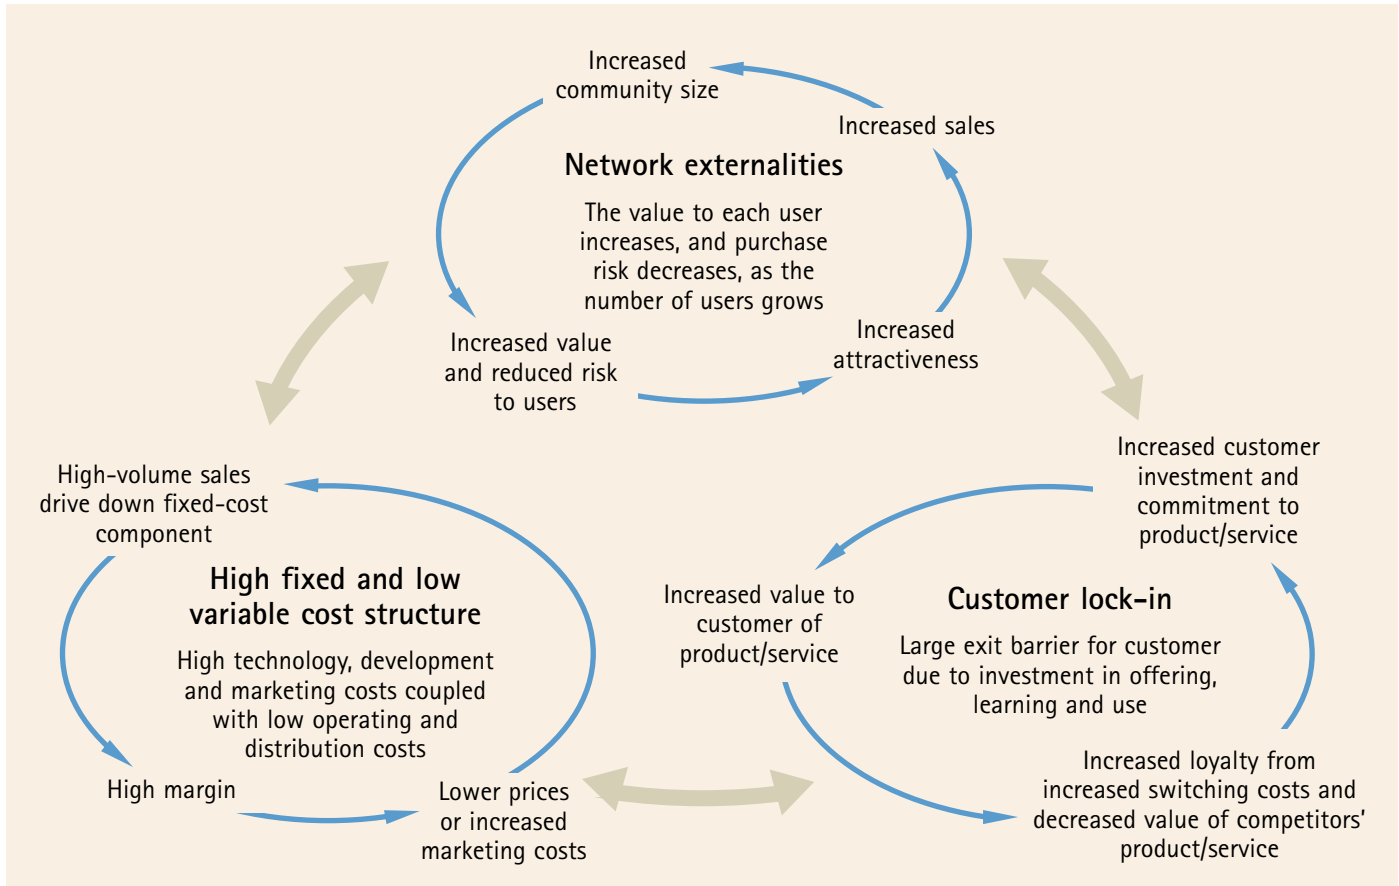 Increased
community size
Increased sales
Network externalities
The value to each user
increases, and purchase
risk decreases, as the
number of users grows
Increased value
and reduced risk
to users
Increased
attractiveness
High-volume sales
drive down fixed-cost
component
High fixed and low
variable cost structure
High technology, development
and marketing costs coupled
with low operating and
distribution costs
High margin
Lower prices
or increased
marketing costs
Increased customer
investment and
commitment to
product/service
Increased value to
customer of
product/service
Customer lock-in
Large exit barrier for customer
due to investment in offering,
learning and use
Increased loyalty from
increased switching costs and
decreased value of competitors'
product/service